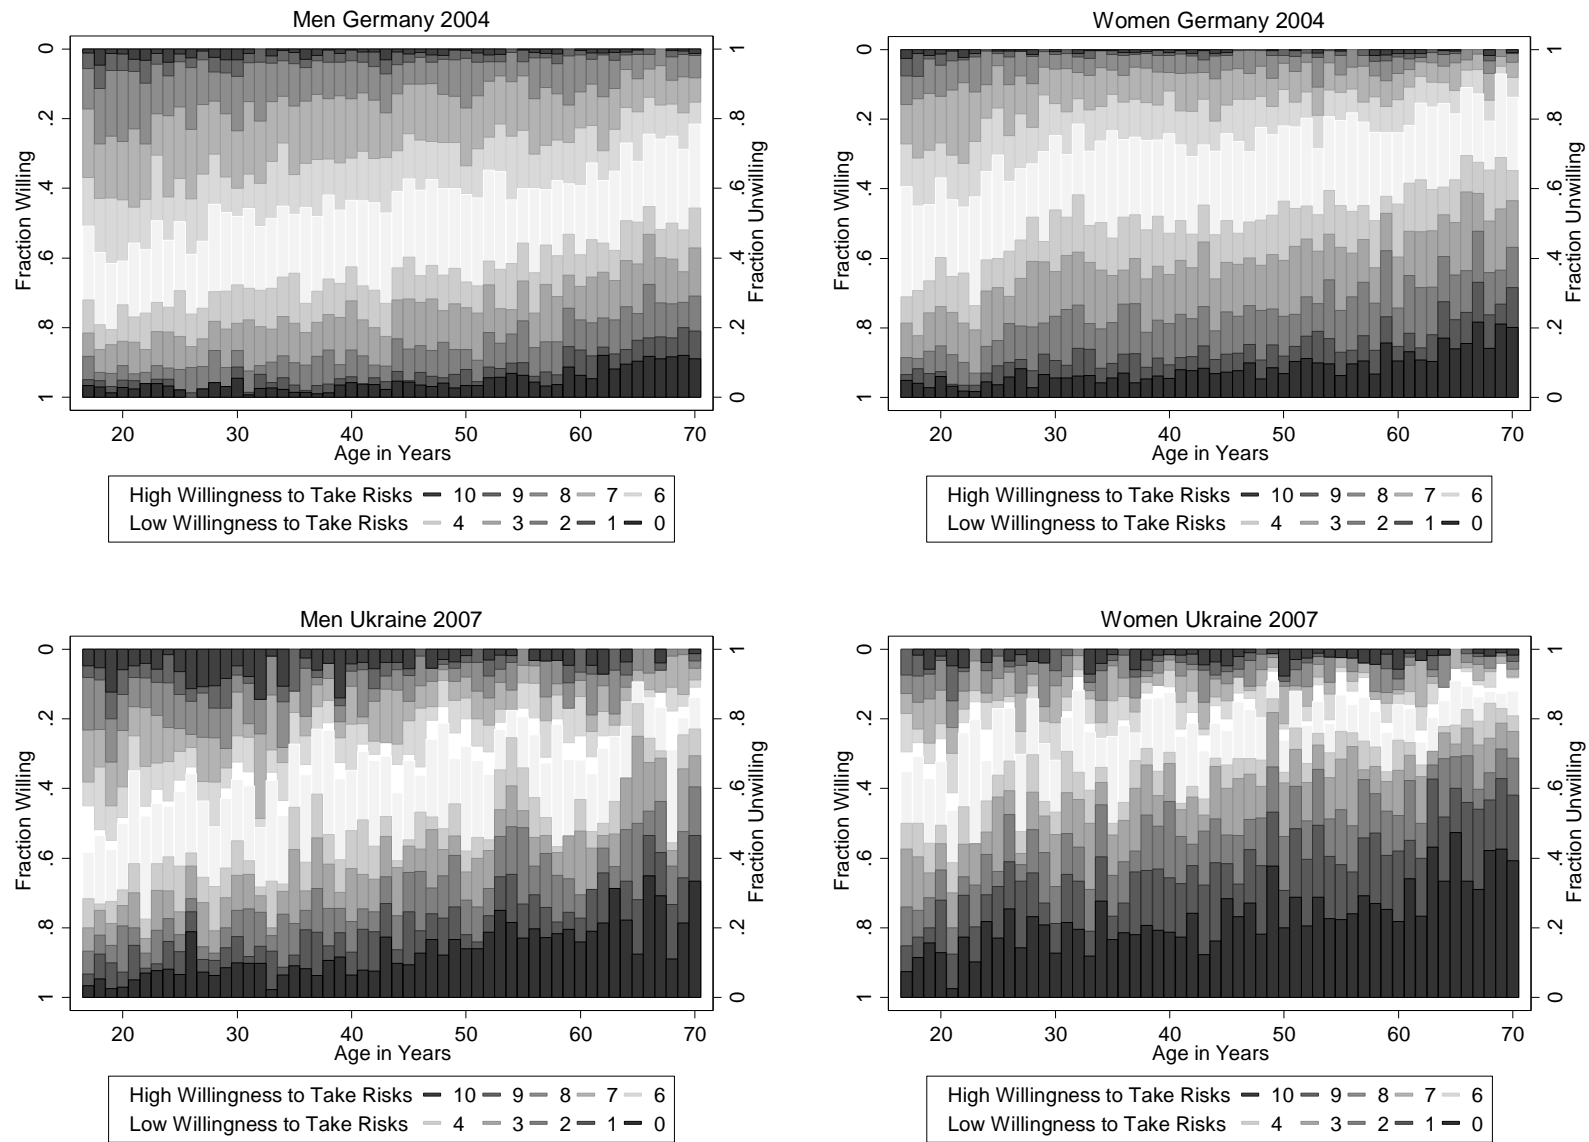 Men Germany 2004
0
.2
.4
.6
.8
1
Fraction Willing
1
.8
.6
.4
.2
0
Fraction Unwilling
20 30 40 50 60 70
Age in Years
High Willingness to Take Risks 10 9 8 7 6
Low Willingness to Take Risks 4 3 2 1 0
Women Germany 2004
0
.2
.4
.6
.8
1
Fraction Willing
1
.8
.6
.4
.2
0
Fraction Unwilling
20 30 40 50 60 70
Age in Years
High Willingness to Take Risks 10 9 8 7 6
Low Willingness to Take Risks 4 3 2 1 0
Men Ukraine 2007
0
.2
.4
.6
.8
1
Fraction Willing
1
.8
.6
.4
.2
0
Fraction Unwilling
20 30 40 50 60 70
Age in Years
High Willingness to Take Risks 10 9 8 7 6
Low Willingness to Take Risks 4 3 2 1 0
Women Ukraine 2007
0
.2
.4
.6
.8
1
Fraction Willing
1
.8
.6
.4
.2
0
Fraction Unwilling
20 30 40 50 60 70
Age in Years
High Willingness to Take Risks 10 9 8 7 6
Low Willingness to Take Risks 4 3 2 1 0